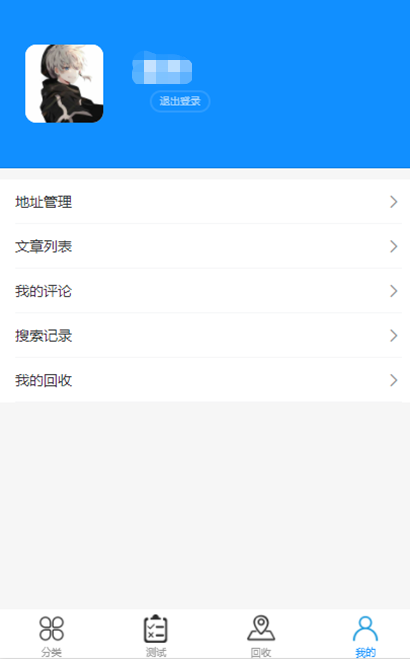 退出登录
地址管理
文章列表
我的评论
搜索记录
我的回收
分类
测试
回收
我的